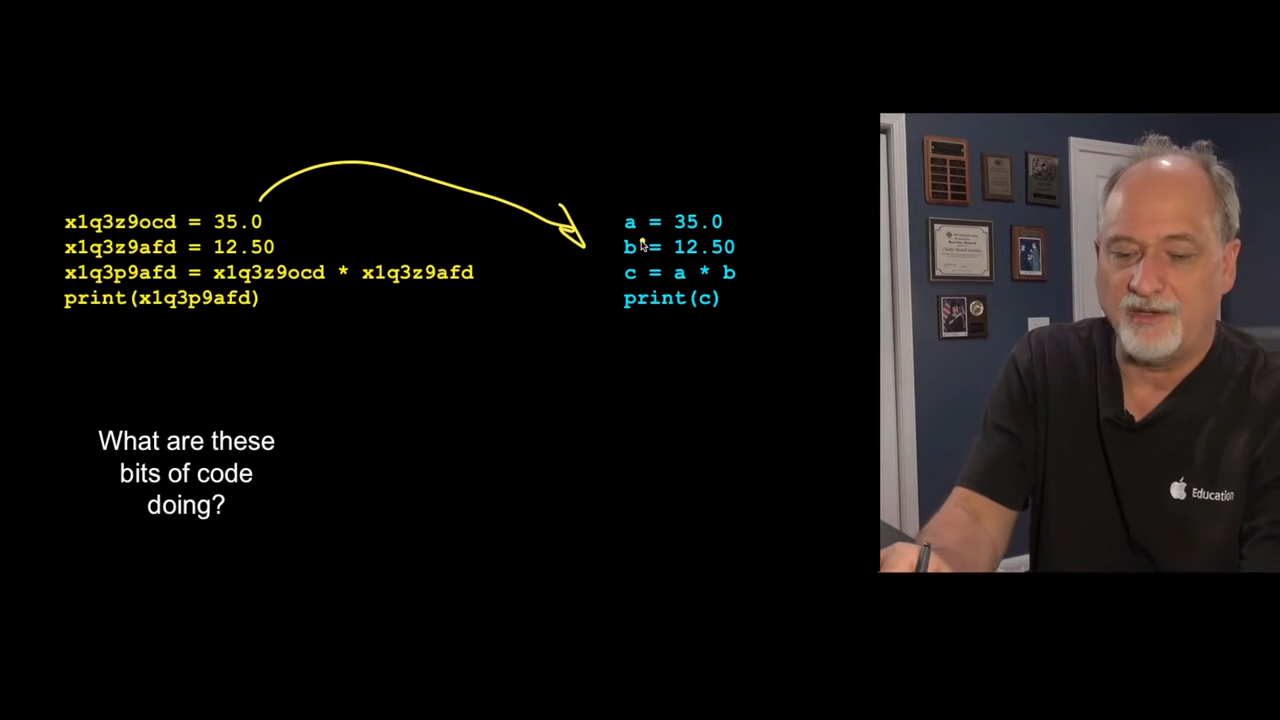 x1q3z9ocd = 35.0
x1q3z9afd = 12.50
x1q3p9afd = x1q3z9ocd * x1q3z9afd
print(x1q3p9afd)
a = 35.0
b = 12.50
c = a * b
print(c)
What are these
bits of code
doing?
Education